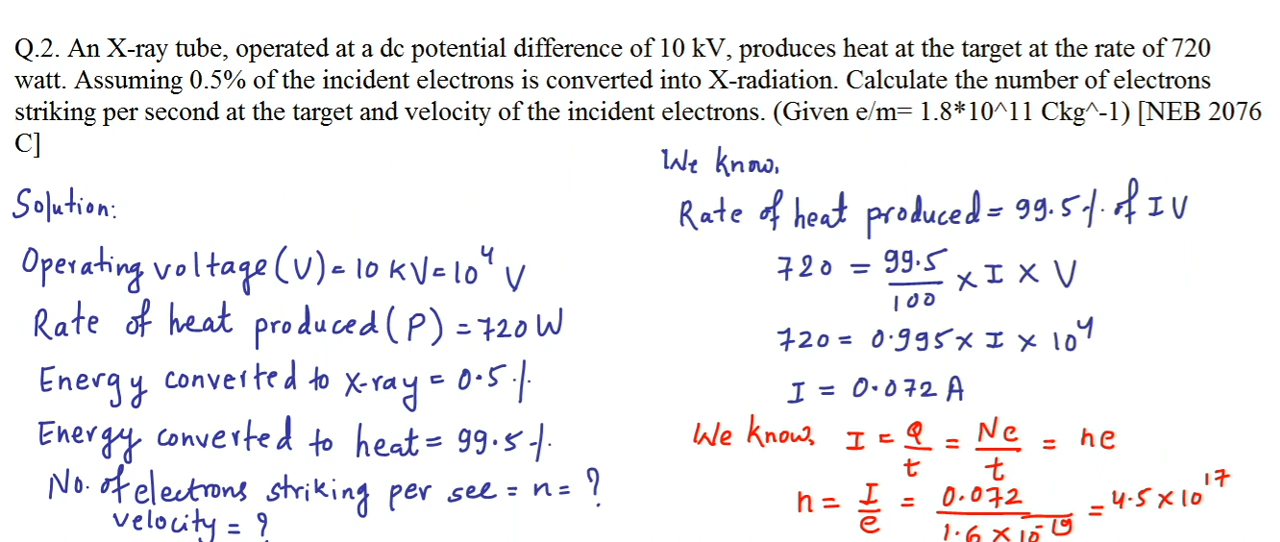 Q.2. An X-ray tube, operated at a dc potential difference of 10 kV, produces heat at the target at the rate of 720
watt. Assuming 0.5% of the incident electrons is converted into X-radiation. Calculate the number of electrons
striking per second at the target and velocity of the incident electrons. (Given e/m= 1.8*10^11 Ckg^-1) [NEB 2076
C]
Solution:
Operating voltage (V) = 10 KV = 10⁴ V
Rate of heat produced (P) = 720 W
Energy converted to X-ray = 0.5 %
Energy converted to heat = 99.5 %
No. of electrons striking per sec = n = ?
velocity = ?
We know,
Rate of heat produced = 99.5 % of IV
720 = 99.5/100 × I × V
720 = 0.995 × I × 10⁴
I = 0.072 A
We know, I = Q/t = Ne/t = ne
n = I/e = 0.072/1.6 × 10⁻¹⁹ = 4.5 × 10¹⁷